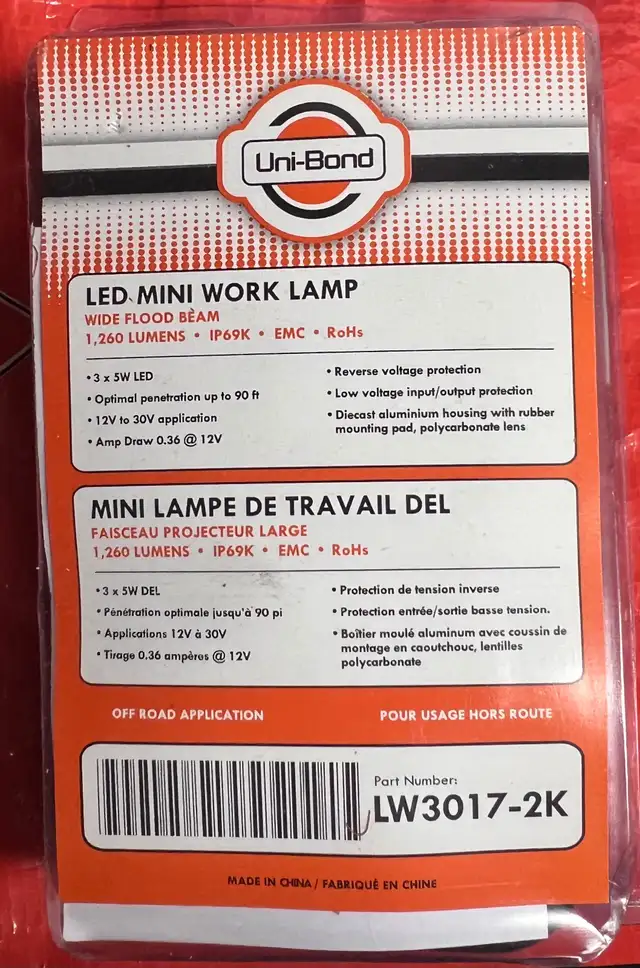 Uni-Bond
LED MINI WORK LAMP
WIDE FLOOD BEAM
1,260 LUMENS • IP69K • EMC • RoHs
• 3 x 5W LED
• Optimal penetration up to 90 ft
• 12V to 30V application
• Amp Draw 0.36 @ 12V
• Reverse voltage protection
• Low voltage input/output protection
• Diecast aluminium housing with rubber
mounting pad, polycarbonate lens
MINI LAMPE DE TRAVAIL DEL
FAISCEAU PROJECTEUR LARGE
1,260 LUMENS • IP69K • EMC • RoHs
• 3 x 5W DEL
• Pénétration optimale jusqu'à 90 pi
• Applications 12V à 30V
• Tirage 0.36 ampères @ 12V
• Protection de tension inverse
• Protection entrée/sortie basse tension.
• Boîtier moulé aluminum avec coussin de
montage en caoutchouc, lentilles
polycarbonate
OFF ROAD APPLICATION
POUR USAGE HORS ROUTE
Part Number:
LW3017-2K
MADE IN CHINA / FABRIQUÉ EN CHINE